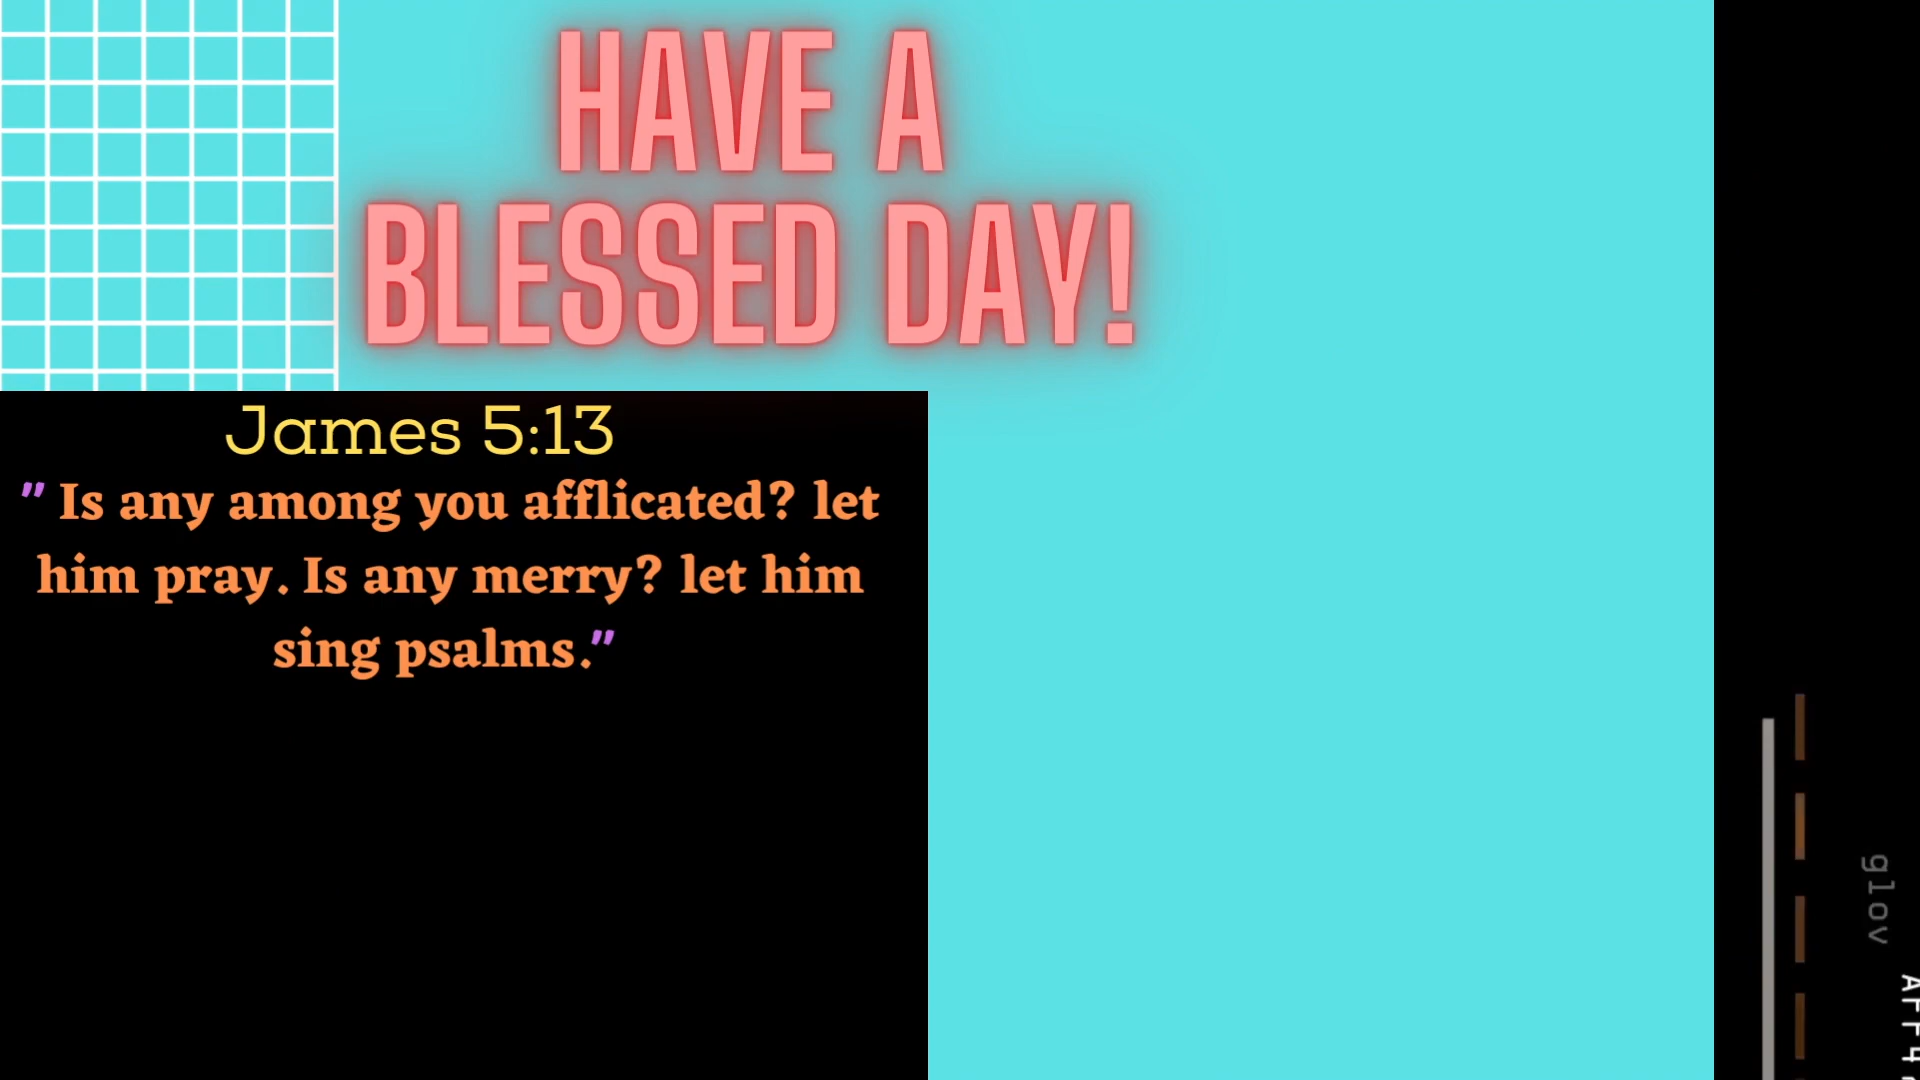 HAVE A
BLESSED DAY!
James 5:13
" Is any among you afflicated? let
him pray. Is any merry? let him
sing psalms."
glov